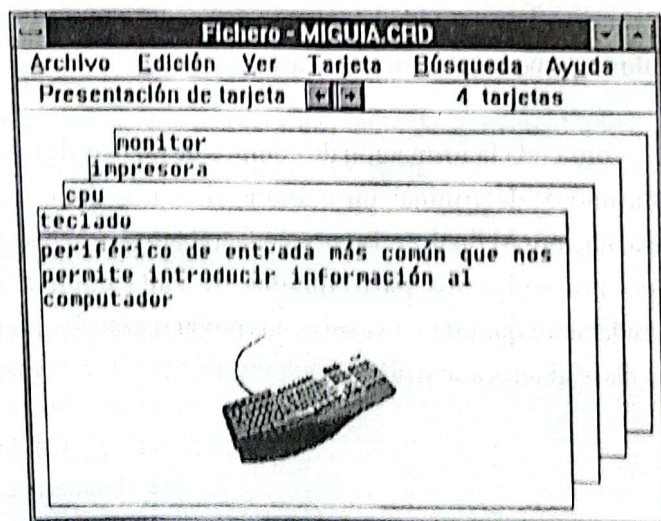 Fichero - MIGUIA.CRD
Archivo Edición Ver Tarjeta Búsqueda Ayuda
Presentación de tarjeta 4 tarjetas
monitor
impresora
cpu
teclado
periférico de entrada más común que nos
permite introducir información al
computador